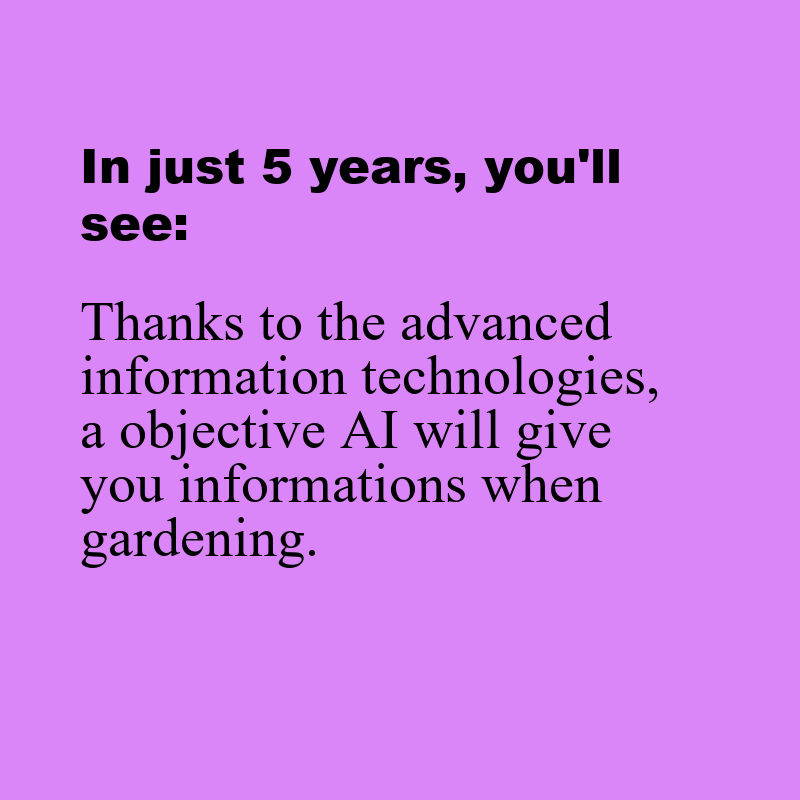 In just 5 years, you'll
see:
Thanks to the advanced
information technologies,
a objective AI will give
you informations when
gardening.